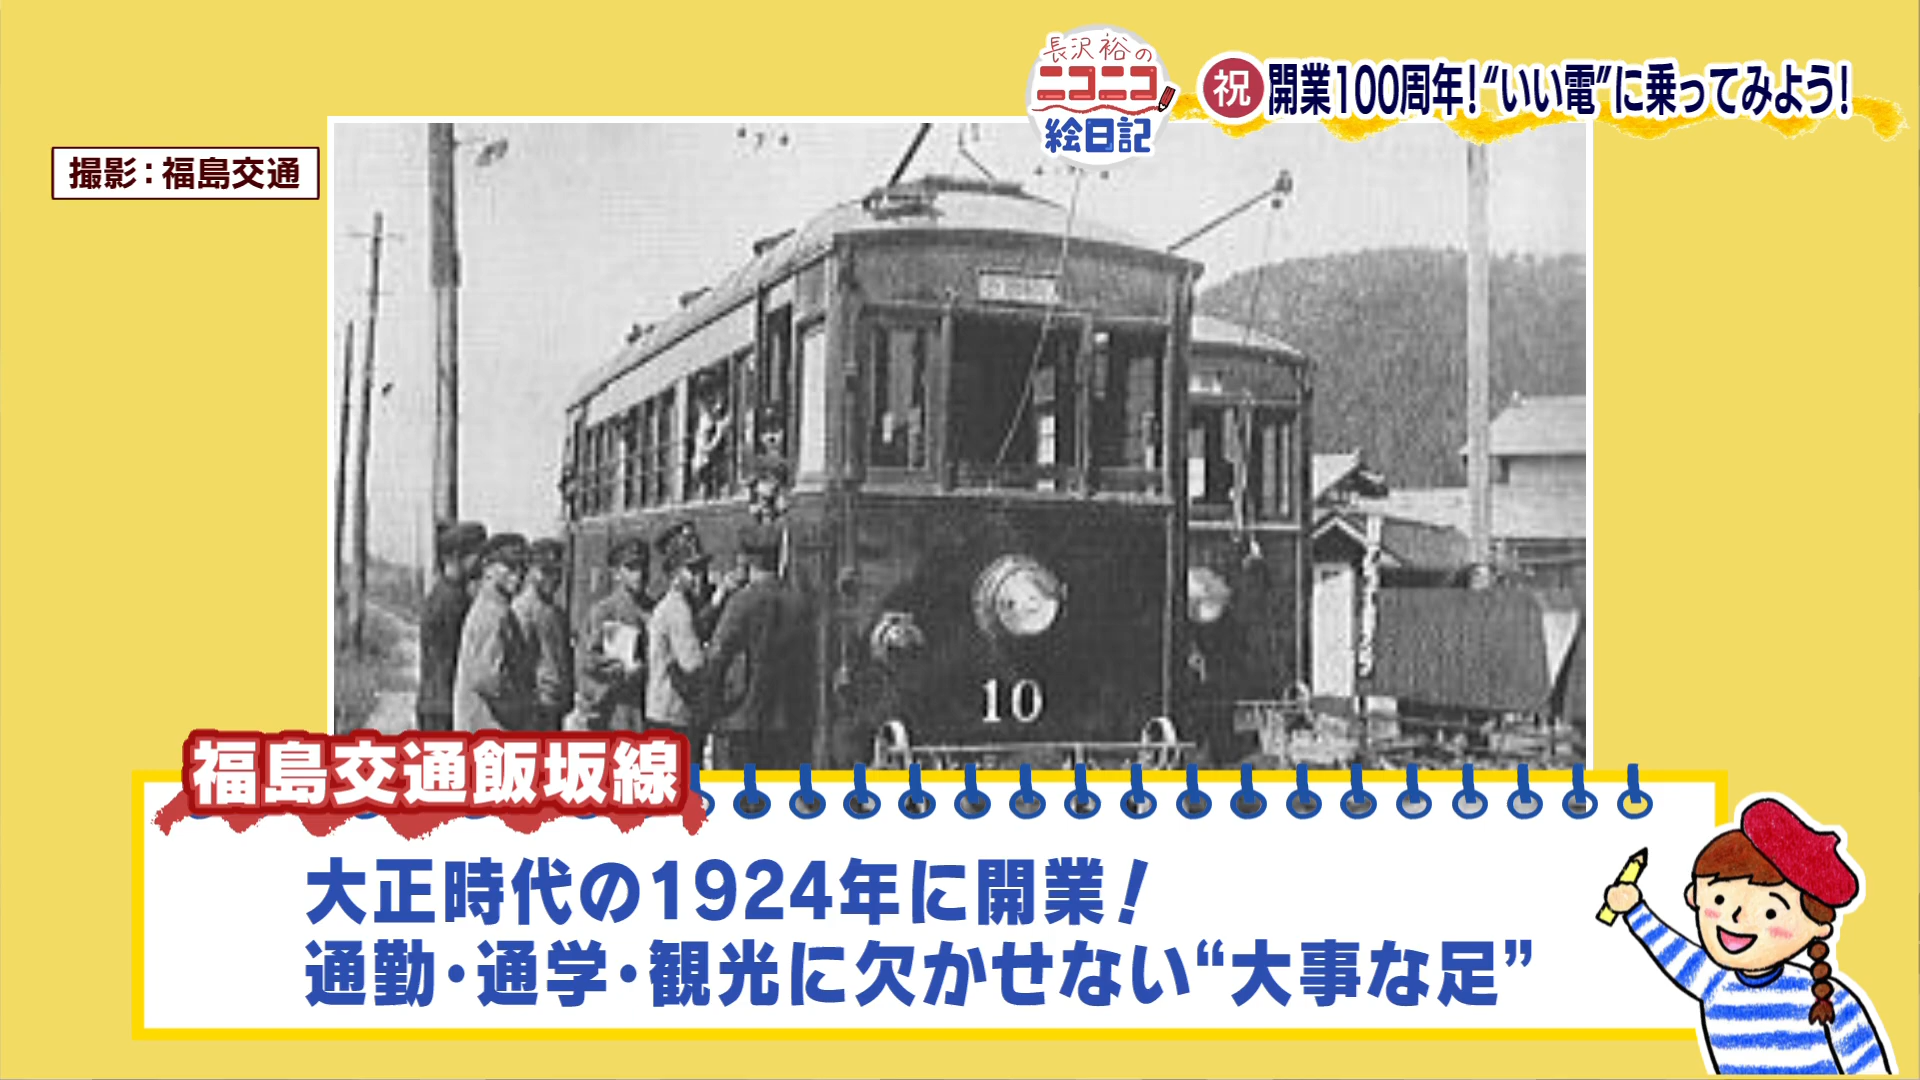 長沢裕の
ニコニコ
絵日記
祝 開業100周年!“いい電”に乗ってみよう!
撮影:福島交通
10
福島交通飯坂線
大正時代の1924年に開業!
通勤・通学・観光に欠かせない“大事な足”